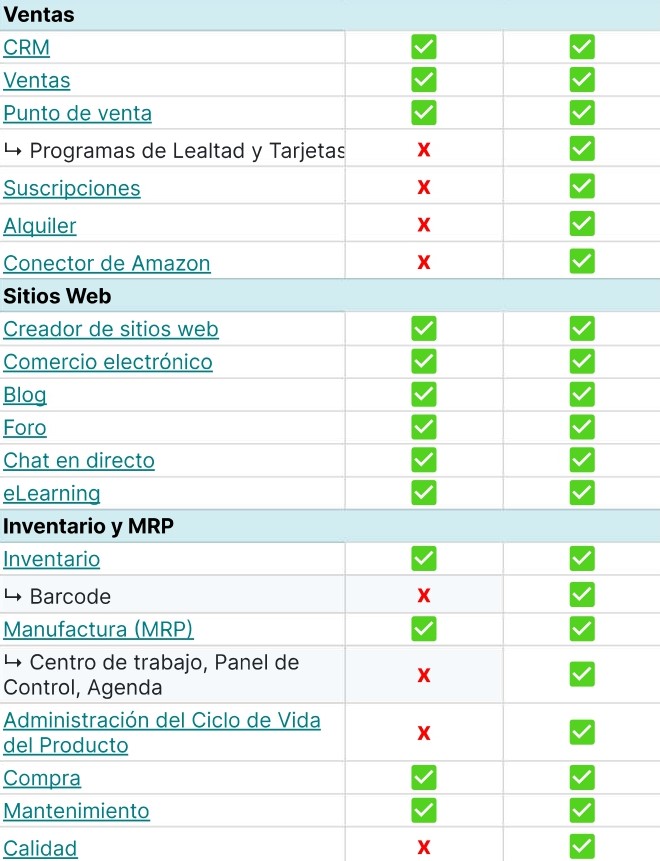 Ventas
CRM
Ventas
Punto de venta
↳ Programas de Lealtad y Tarjetas
X
Suscripciones X
Alquiler X
Conector de Amazon X
Sitios Web
Creador de sitios web
Comercio electrónico
Blog
Foro
Chat en directo
eLearning
Inventario y MRP
Inventario
↳ Barcode X
Manufactura (MRP)
↳ Centro de trabajo, Panel de
Control, Agenda
X
Administración del Ciclo de Vida
del Producto
X
Compra
Mantenimiento
Calidad X